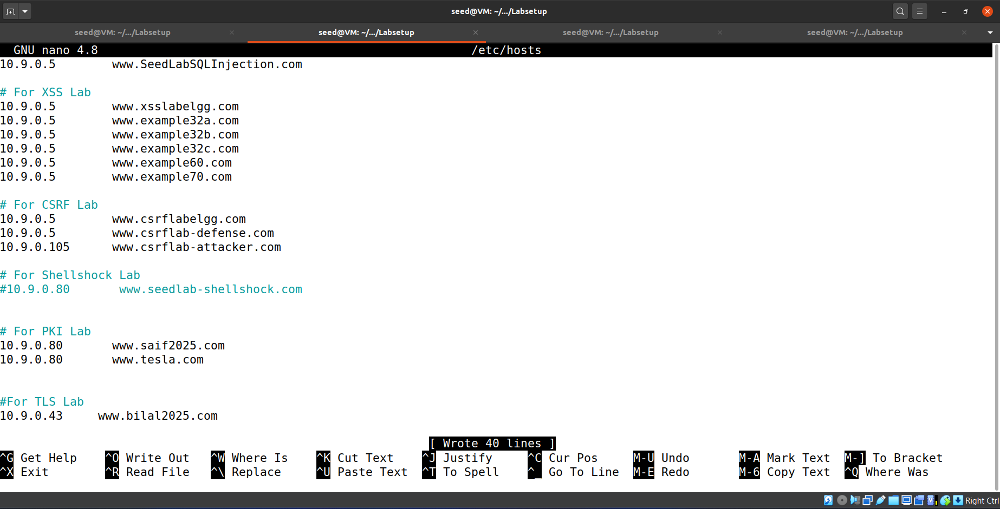 seed@VM: ~/.../Labsetup
seed@VM: ~/.../Labsetup seed@VM: ~/.../Labsetup seed@VM: ~/.../Labsetup seed@VM: ~/.../Labsetup
GNU nano 4.8 /etc/hosts
10.9.0.5 www.SeedLabSQLInjection.com
# For XSS Lab
10.9.0.5 www.xsslabelgg.com
10.9.0.5 www.example32a.com
10.9.0.5 www.example32b.com
10.9.0.5 www.example32c.com
10.9.0.5 www.example60.com
10.9.0.5 www.example70.com
# For CSRF Lab
10.9.0.5 www.csrflabelgg.com
10.9.0.5 www.csrflab-defense.com
10.9.0.105 www.csrflab-attacker.com
# For Shellshock Lab
#10.9.0.80 www.seedlab-shellshock.com
# For PKI Lab
10.9.0.80 www.saif2025.com
10.9.0.80 www.tesla.com
#For TLS Lab
10.9.0.43 www.bilal2025.com
[ Wrote 40 lines ]
^G Get Help ^O Write Out ^W Where Is ^K Cut Text ^J Justify ^C Cur Pos M-U Undo M-A Mark Text M-] To Bracket
^X Exit ^R Read File ^\ Replace ^U Paste Text ^T To Spell ^_ Go To Line M-E Redo M-6 Copy Text ^Q Where Was
Right Ctrl